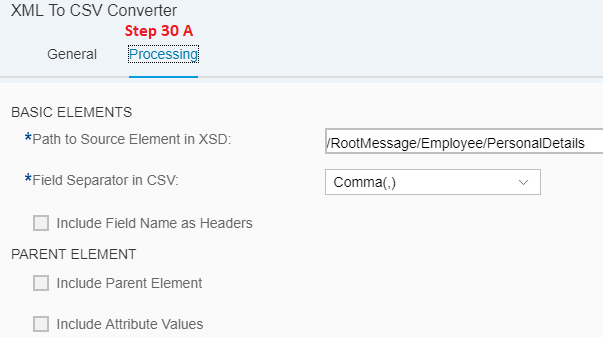 XML To CSV Converter
Step 30 A
General Processing
BASIC ELEMENTS
*Path to Source Element in XSD: /RootMessage/Employee/PersonalDetails
*Field Separator in CSV: Comma(,)
Include Field Name as Headers
PARENT ELEMENT
Include Parent Element
Include Attribute Values